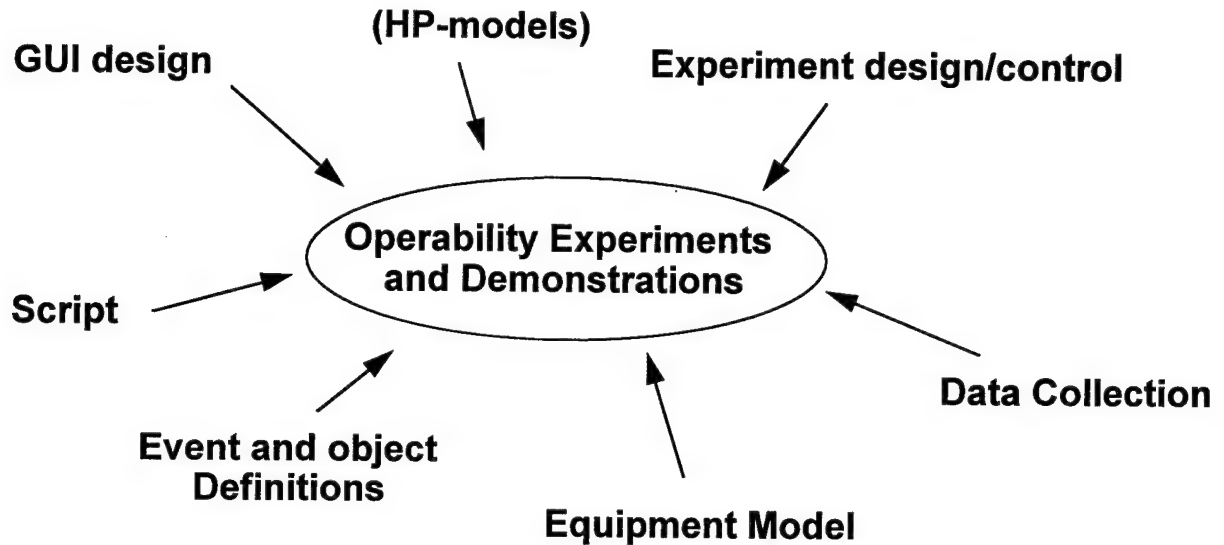 (HP-models)
GUI design
Experiment design/control
Operability Experiments
and Demonstrations
Script
Data Collection
Event and object
Definitions
Equipment Model